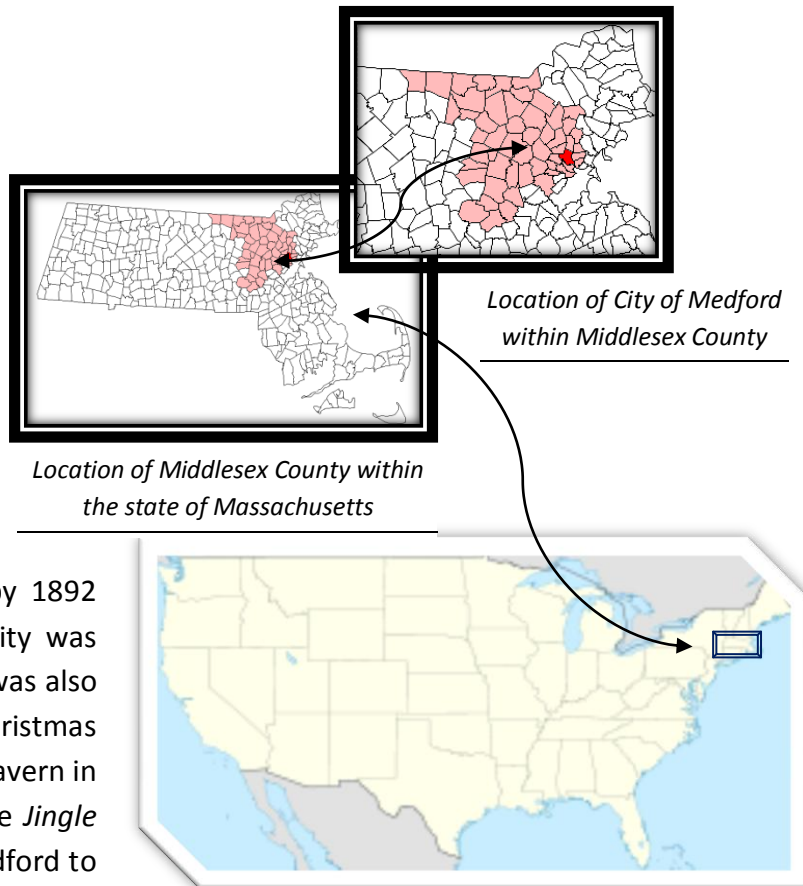 Location of City of Medford
within Middlesex County
Location of Middlesex County within
the state of Massachusetts
by 1892
ity was
was also
ristmas
avern in
e Jingle
dford to